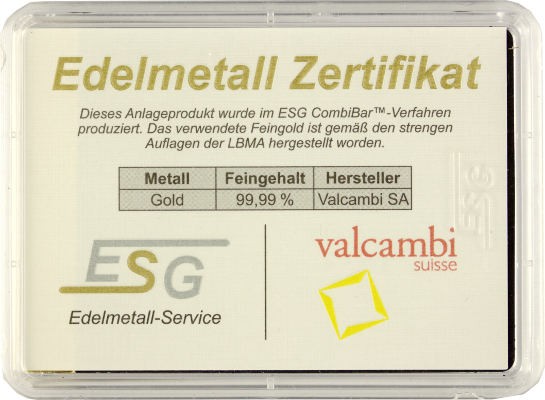 Edelmetall Zertifikat
Dieses Anlageprodukt wurde im ESG CombiBar™-Verfahren
produziert. Das verwendete Feingold ist gemäß den strengen
Auflagen der LBMA hergestellt worden.
Metall Feingehalt Hersteller
Gold 99,99 % Valcambi SA
ESG
ESG
Edelmetall-Service
valcambi
suisse